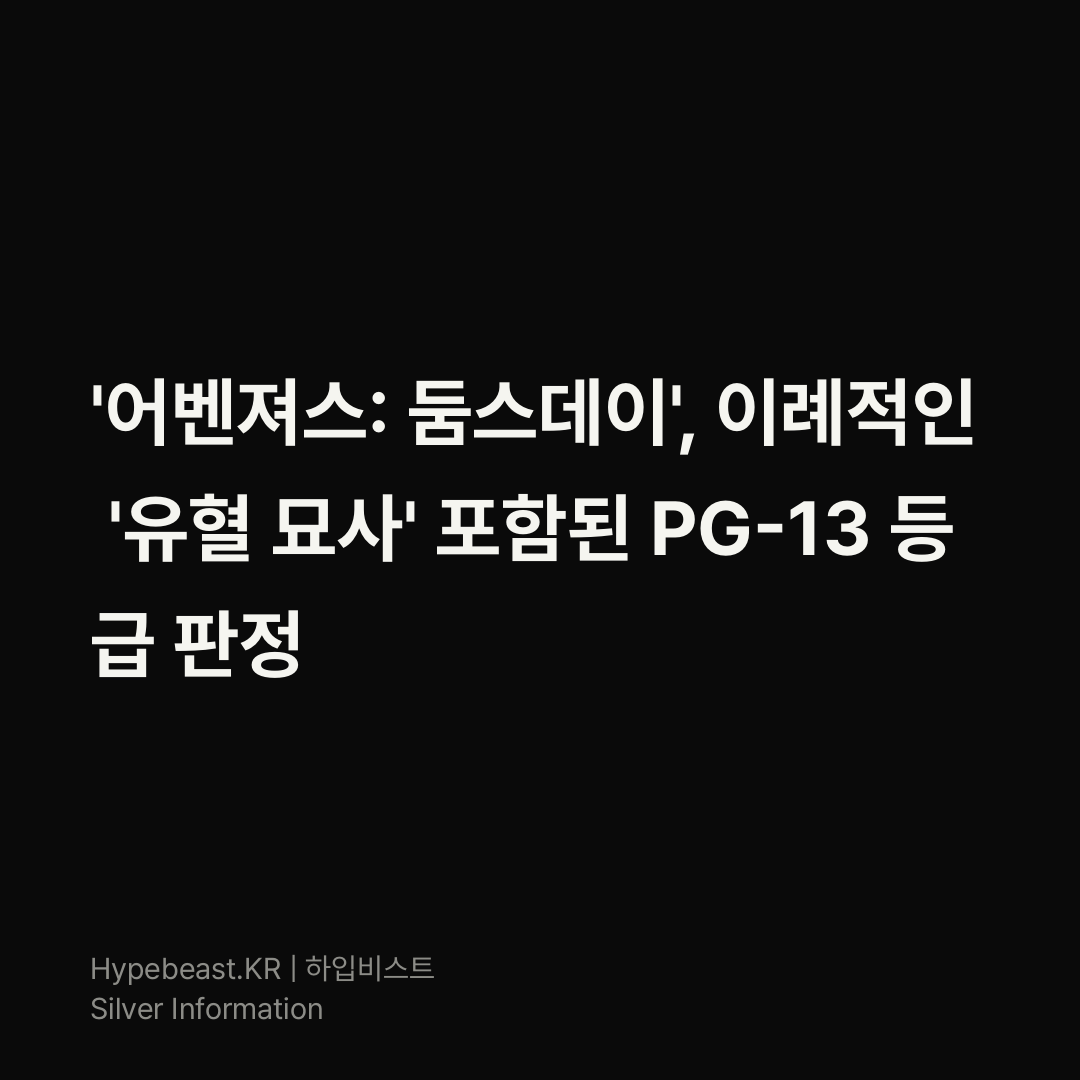 '어벤져스: 둠스데이', 이례적인
'유혈 묘사' 포함된 PG-13 등
급 판정
Hypebeast.KR | 하입비스트
Silver Information